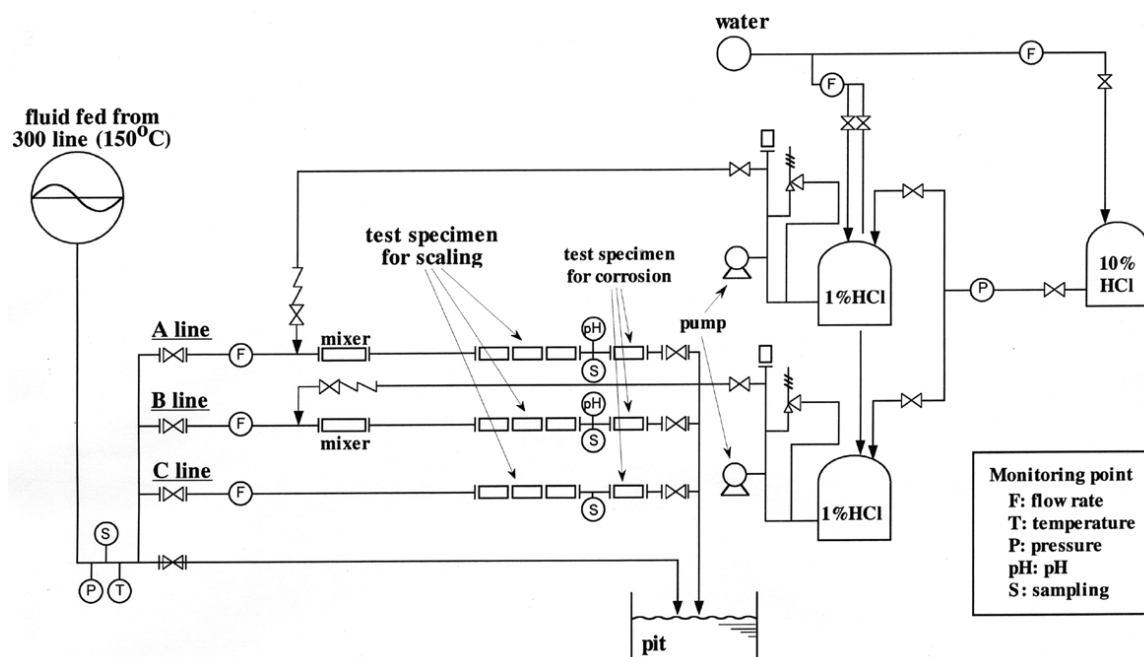 water
F
F
fluid fed from
300 line (150°C)
test specimen
for scaling
test specimen
for corrosion
pump
1%HCl
10%
HCl
P
A line
F
mixer
pH
S
B line
F
mixer
pH
S
C line
F
S
1%HCl
S
P
T
pit
Monitoring point
F: flow rate
T: temperature
P: pressure
pH: pH
S: sampling